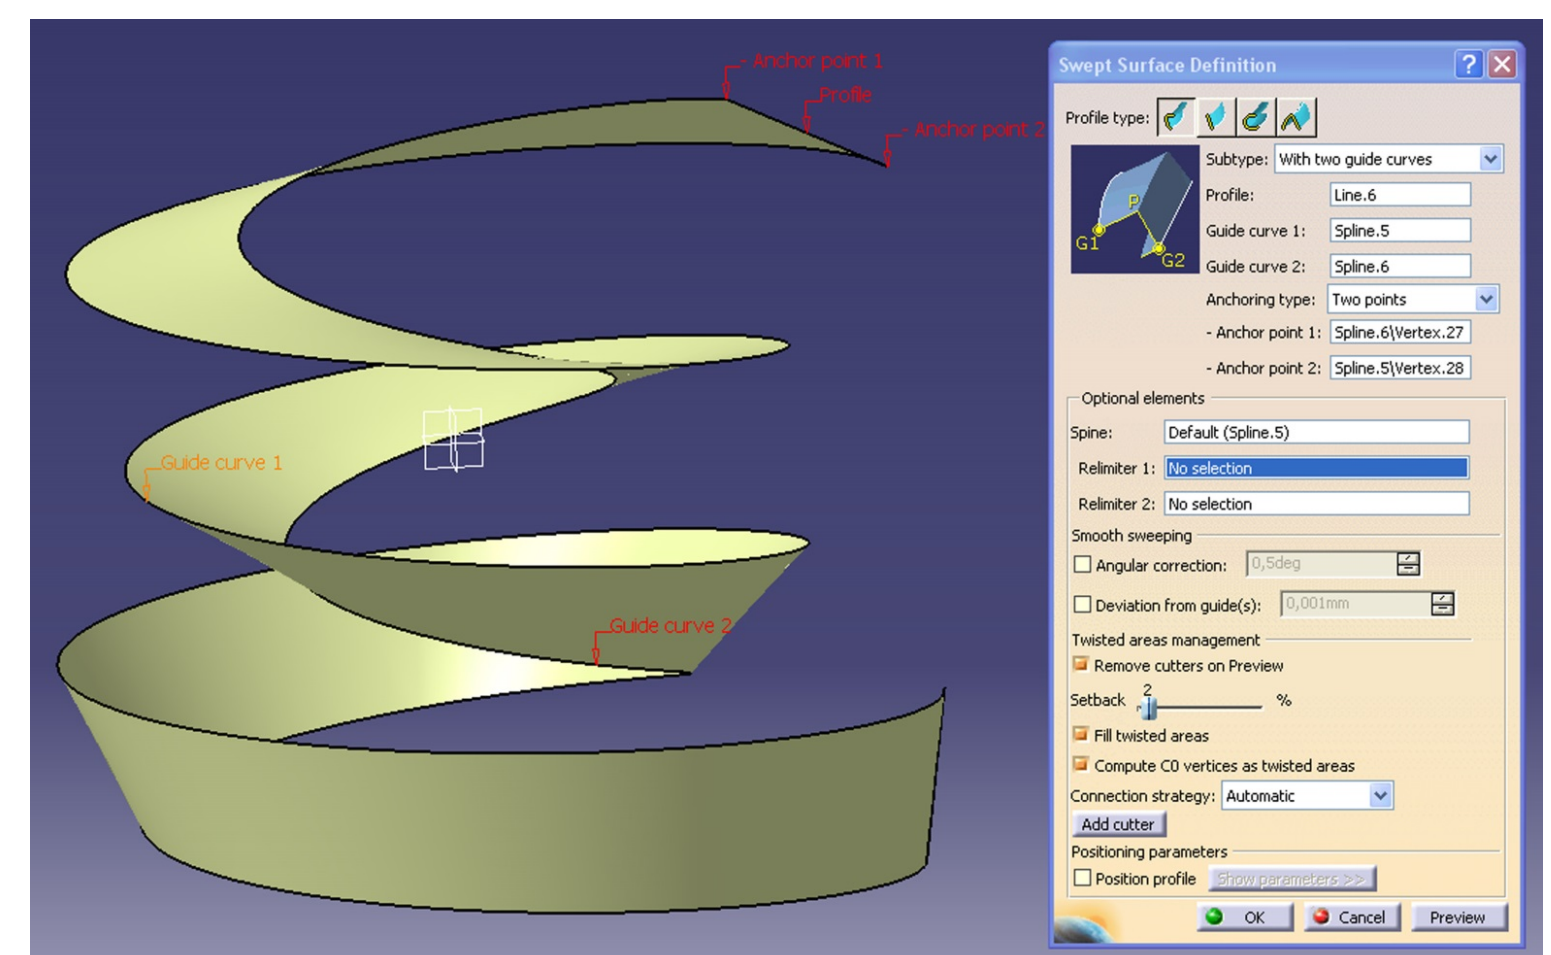 - Anchor point 1
Profile
- Anchor point 2
Guide curve 1
Guide curve 2
Swept Surface Definition
?
Profile type:
Subtype: With two guide curves
P
G1
G2
Profile: Line.6
Guide curve 1: Spline.5
Guide curve 2: Spline.6
Anchoring type: Two points
- Anchor point 1: Spline.6\Vertex.27
- Anchor point 2: Spline.5\Vertex.28
Optional elements
Spine: Default (Spline.5)
Relimiter 1: No selection
Relimiter 2: No selection
Smooth sweeping
Angular correction: 0,5deg
Deviation from guide(s): 0,001mm
Twisted areas management
Remove cutters on Preview
Setback 2 %
Fill twisted areas
Compute C0 vertices as twisted areas
Connection strategy: Automatic
Add cutter
Positioning parameters
Position profile Show parameters >>
OK Cancel Preview